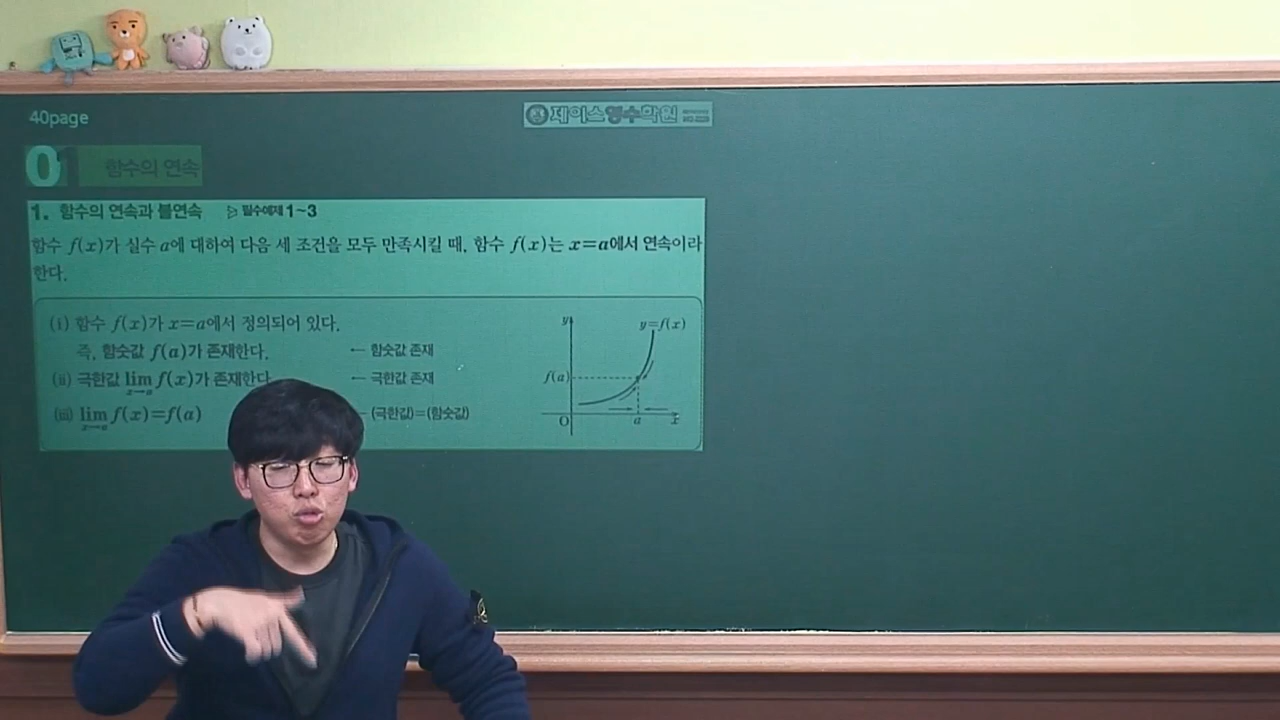 40page
제이스영수학원
01 함수의 연속
1. 함수의 연속과 불연속 ▷ 필수예제 1~3
함수 f(x)가 실수 a에 대하여 다음 세 조건을 모두 만족시킬 때, 함수 f(x)는 x=a에서 연속이라
한다.
(i) 함수 f(x)가 x=a에서 정의되어 있다.
즉, 함숫값 f(a)가 존재한다. ← 함숫값 존재
(ii) 극한값 lim x→a f(x)가 존재한다 ← 극한값 존재
(iii) lim x→a f(x)=f(a) ← (극한값)=(함숫값)
y
y=f(x)
f(a)
O a x